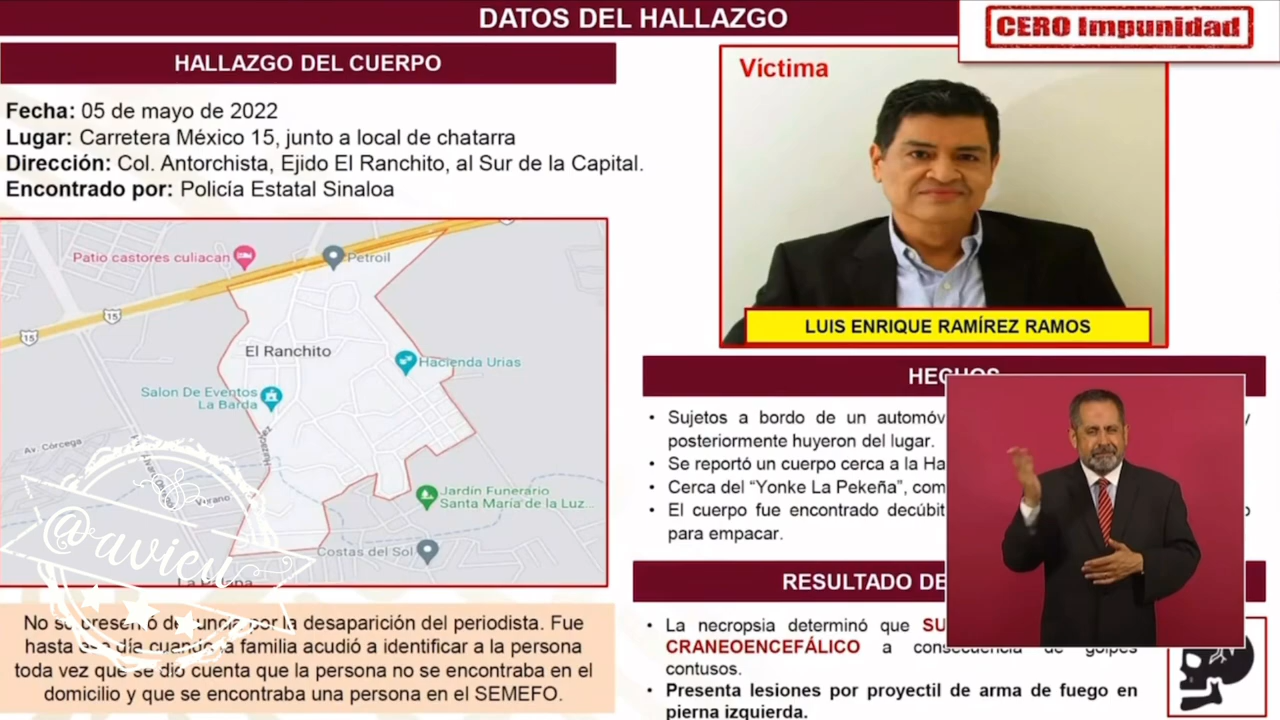 DATOS DEL HALLAZGO
CERO Impunidad
HALLAZGO DEL CUERPO
Fecha: 05 de mayo de 2022
Lugar: Carretera México 15, junto a local de chatarra
Dirección: Col. Antorchista, Ejido El Ranchito, al Sur de la Capital.
Encontrado por: Policía Estatal Sinaloa
Patio castores culiacan
Petroil
15
15
El Ranchito
Hacienda Urias
Salon De Eventos
La Barda
Av. Córcega
Verano
Jardín Funerario
Santa María de la Luz...
Costas del Sol
La Palapa
@avieu
No se presentó denuncia por la desaparición del periodista. Fue
hasta ese día cuando la familia acudió a identificar a la persona
toda vez que se dio cuenta que la persona no se encontraba en el
domicilio y que se encontraba una persona en el SEMEFO.
Víctima
LUIS ENRIQUE RAMÍREZ RAMOS
HECHOS
• Sujetos a bordo de un y
posteriormente huyeron del lugar.
• Se reportó un cuerpo cerca a la
• Cerca del “Yonke La Pekeña”,
• El cuerpo fue encontrado
para empacar.
RESULTADO
• La necropsia determinó que
CRANEOENCEFÁLICO a consecuencia de golpes
contusos.
• Presenta lesiones por proyectil de arma de fuego en
pierna izquierda.